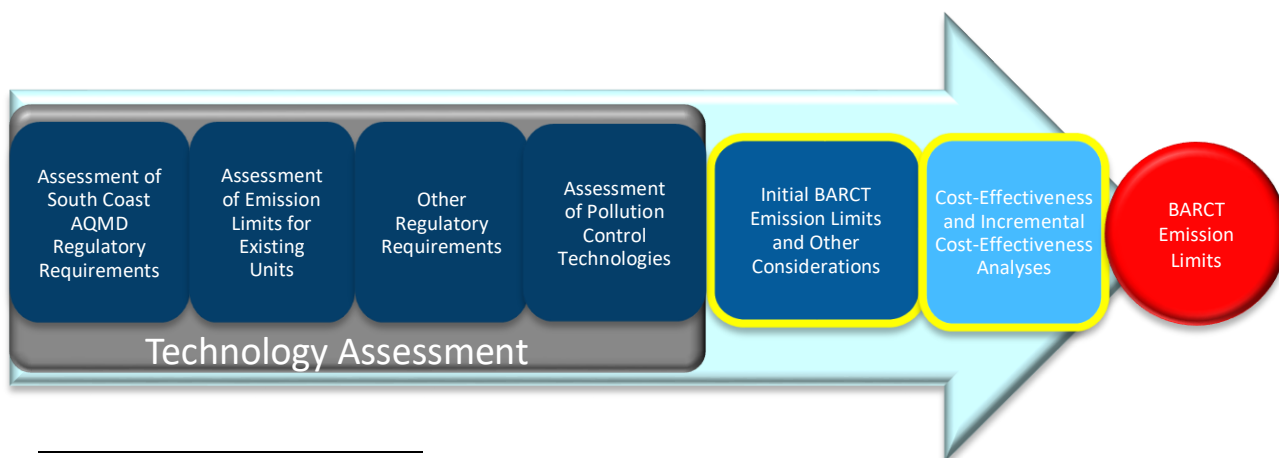 Assessment of
South Coast
AQMD
Regulatory
Requirements
Assessment
of Emission
Limits for
Existing
Units
Other
Regulatory
Requirements
Assessment
of Pollution
Control
Technologies
Initial BARCT
Emission Limits
and Other
Considerations
Cost-Effectiveness
and Incremental
Cost-Effectiveness
Analyses
BARCT
Emission
Limits
Technology Assessment